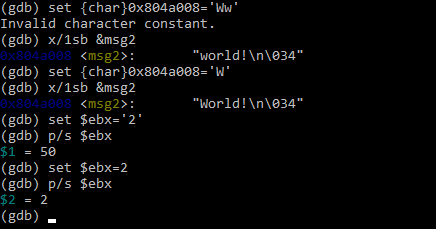 (gdb) set {char}0x804a008='Ww'
Invalid character constant.
(gdb) x/1sb &msg2
0x804a008 <msg2>:        "world!\n\034"
(gdb) set {char}0x804a008='W'
(gdb) x/1sb &msg2
0x804a008 <msg2>:        "World!\n\034"
(gdb) set $ebx='2'
(gdb) p/s $ebx
$1 = 50
(gdb) set $ebx=2
(gdb) p/s $ebx
$2 = 2
(gdb)